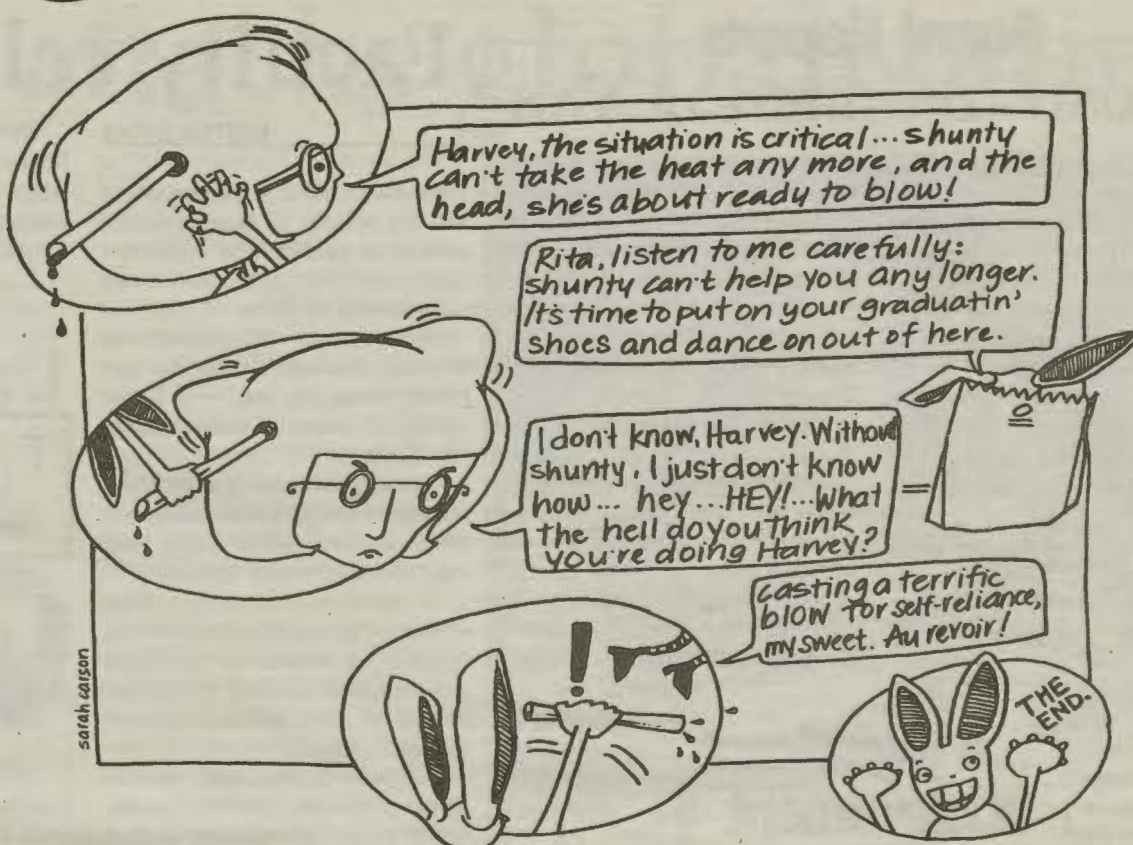 Harvey, the situation is critical... shunty
can't take the heat any more, and the
head, she's about ready to blow!
Rita, listen to me carefully:
shunty can't help you any longer.
It's time to put on your graduatin'
shoes and dance on out of here.
I don't know, Harvey. Without
shunty, I just don't know
how... hey...HEY!...What
the hell do you think
you're doing Harvey?
casting a terrific
blow for self-reliance,
my sweet. Au revoir!
!
THE
END.
sarah carson